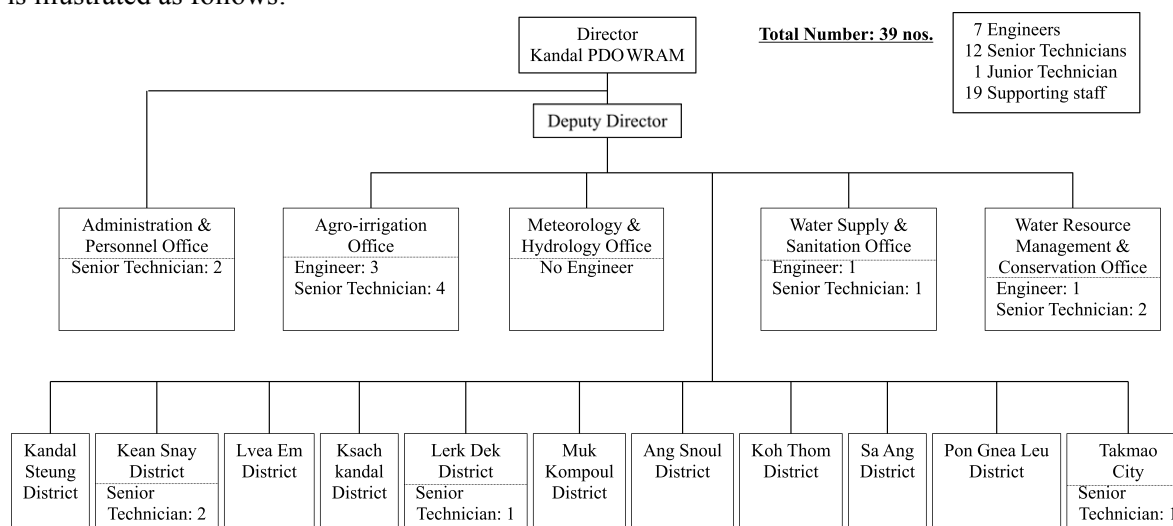 is illustrated as follows:
Director
Kandal PDOWRAM
Total Number: 39 nos.
7 Engineers
12 Senior Technicians
1 Junior Technician
19 Supporting staff
Deputy Director
Administration &
Personnel Office
Senior Technician: 2
Agro-irrigation
Office
Engineer: 3
Senior Technician: 4
Meteorology &
Hydrology Office
No Engineer
Water Supply &
Sanitation Office
Engineer: 1
Senior Technician: 1
Water Resource
Management &
Conservation Office
Engineer: 1
Senior Technician: 2
Kandal
Steung
District
Kean Snay
District
Senior
Technician: 2
Lvea Em
District
Ksach
kandal
District
Lerk Dek
District
Senior
Technician: 1
Muk
Kompoul
District
Ang Snoul
District
Koh Thom
District
Sa Ang
District
Pon Gnea Leu
District
Takmao
City
Senior
Technician: 1